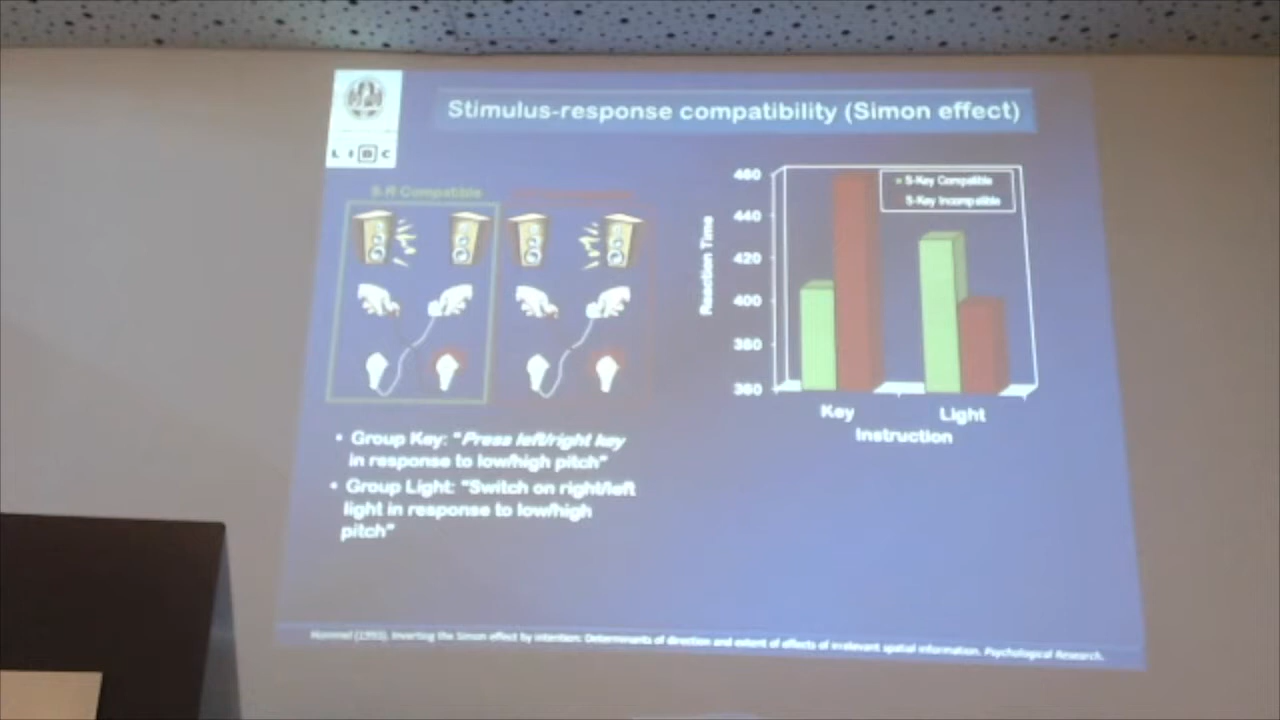 L I B C
Stimulus-response compatibility (Simon effect)
S-R Compatible
460
440
420
400
380
360
Reaction Time
S-Key Compatible
S-Key Incompatible
Key
Light
Instruction
• Group Key: "Press left/right key
in response to low/high pitch"
• Group Light: "Switch on right/left
light in response to low/high
pitch"
Hommel (1993). Inverting the Simon effect by intention: Determinants of direction and extent of effects of irrelevant spatial information. Psychological Research.